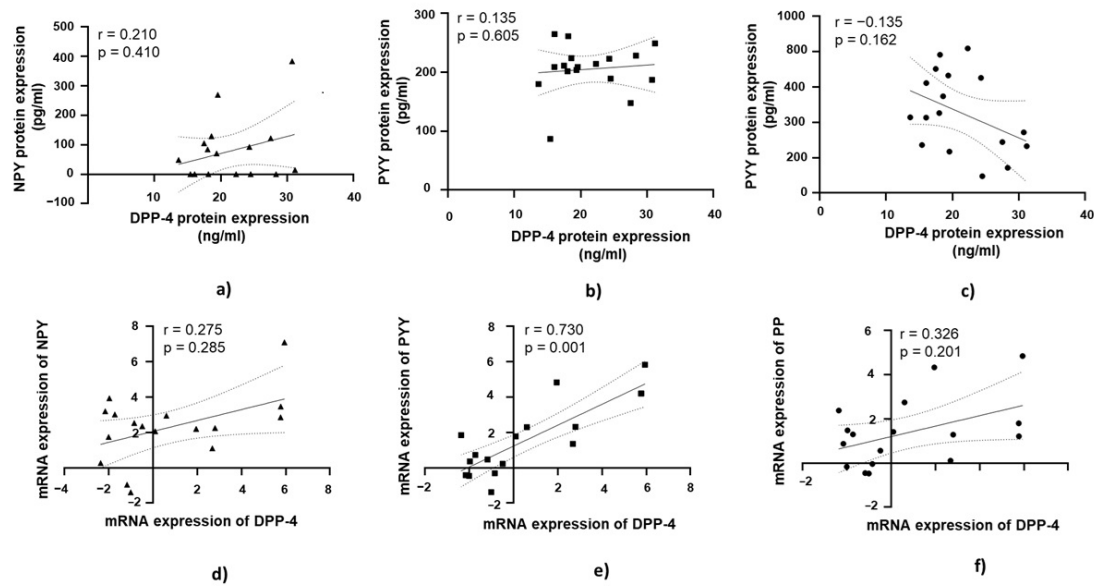 r = 0.210
p = 0.410
NPY protein expression
(pg/ml)
500
400
300
200
100
0
−100
10
20
30
40
DPP-4 protein expression
(ng/ml)
a)
r = 0.135
p = 0.605
PYY protein expression
(pg/ml)
300
200
100
0
0
10
20
30
40
DPP-4 protein expression
(ng/ml)
b)
r = −0.135
p = 0.162
PYY protein expression
(pg/ml)
1000
800
600
400
200
0
0
10
20
30
40
DPP-4 protein expression
(ng/ml)
c)
r = 0.275
p = 0.285
mRNA expression of NPY
8
6
4
2
−2
−4
−2
0
2
4
6
8
mRNA expression of DPP-4
d)
r = 0.730
p = 0.001
mRNA expression of PYY
8
6
4
2
−2
−2
0
2
4
6
8
mRNA expression of DPP-4
e)
r = 0.326
p = 0.201
mRNA expression of PP
6
4
2
−2
−2
mRNA expression of DPP-4
f)